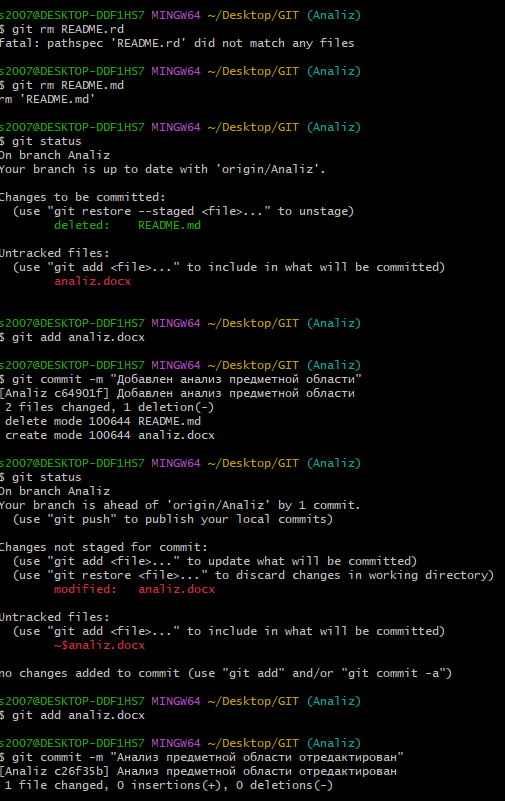 s2007@DESKTOP-DDF1HS7 MINGW64 ~/Desktop/GIT (Analiz)
$ git rm README.rd
fatal: pathspec 'README.rd' did not match any files
s2007@DESKTOP-DDF1HS7 MINGW64 ~/Desktop/GIT (Analiz)
$ git rm README.md
rm 'README.md'
s2007@DESKTOP-DDF1HS7 MINGW64 ~/Desktop/GIT (Analiz)
$ git status
On branch Analiz
Your branch is up to date with 'origin/Analiz'.
Changes to be committed:
(use "git restore --staged <file>..." to unstage)
deleted: README.md
Untracked files:
(use "git add <file>..." to include in what will be committed)
analiz.docx
s2007@DESKTOP-DDF1HS7 MINGW64 ~/Desktop/GIT (Analiz)
$ git add analiz.docx
s2007@DESKTOP-DDF1HS7 MINGW64 ~/Desktop/GIT (Analiz)
$ git commit -m "Добавлен анализ предметной области"
[Analiz c64901f] Добавлен анализ предметной области
2 files changed, 1 deletion(-)
delete mode 100644 README.md
create mode 100644 analiz.docx
s2007@DESKTOP-DDF1HS7 MINGW64 ~/Desktop/GIT (Analiz)
$ git status
On branch Analiz
Your branch is ahead of 'origin/Analiz' by 1 commit.
(use "git push" to publish your local commits)
Changes not staged for commit:
(use "git add <file>..." to update what will be committed)
(use "git restore <file>..." to discard changes in working directory)
modified: analiz.docx
Untracked files:
(use "git add <file>..." to include in what will be committed)
~$analiz.docx
no changes added to commit (use "git add" and/or "git commit -a")
s2007@DESKTOP-DDF1HS7 MINGW64 ~/Desktop/GIT (Analiz)
$ git add analiz.docx
s2007@DESKTOP-DDF1HS7 MINGW64 ~/Desktop/GIT (Analiz)
$ git commit -m "Анализ предметной области отредактирован"
[Analiz c26f35b] Анализ предметной области отредактирован
1 file changed, 0 insertions(+), 0 deletions(-)